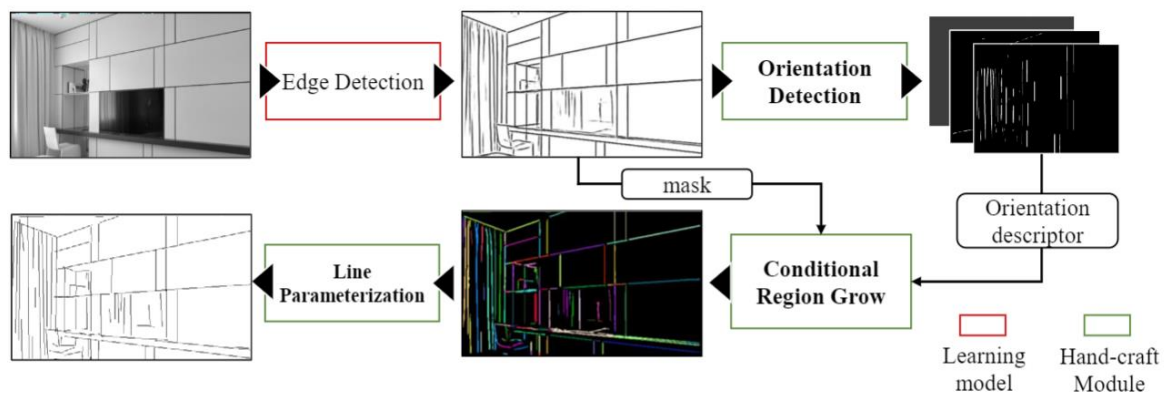 Edge Detection
Orientation
Detection
mask
Orientation
descriptor
Line
Parameterization
Conditional
Region Grow
Learning
model
Hand-craft
Module